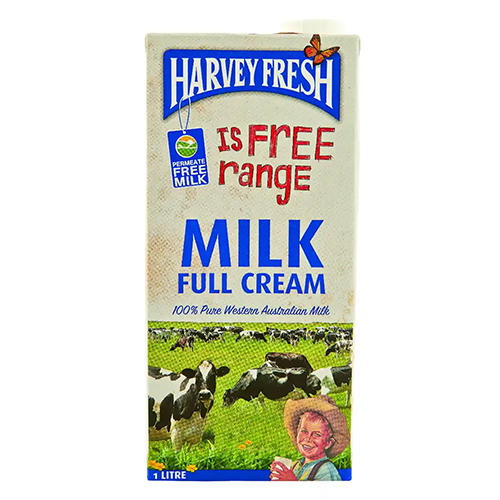 HARVEY FRESH
PERMEATE
FREE
MILK
IS FREE
range
MILK
FULL CREAM
100% Pure Western Australian Milk
1 LITRE